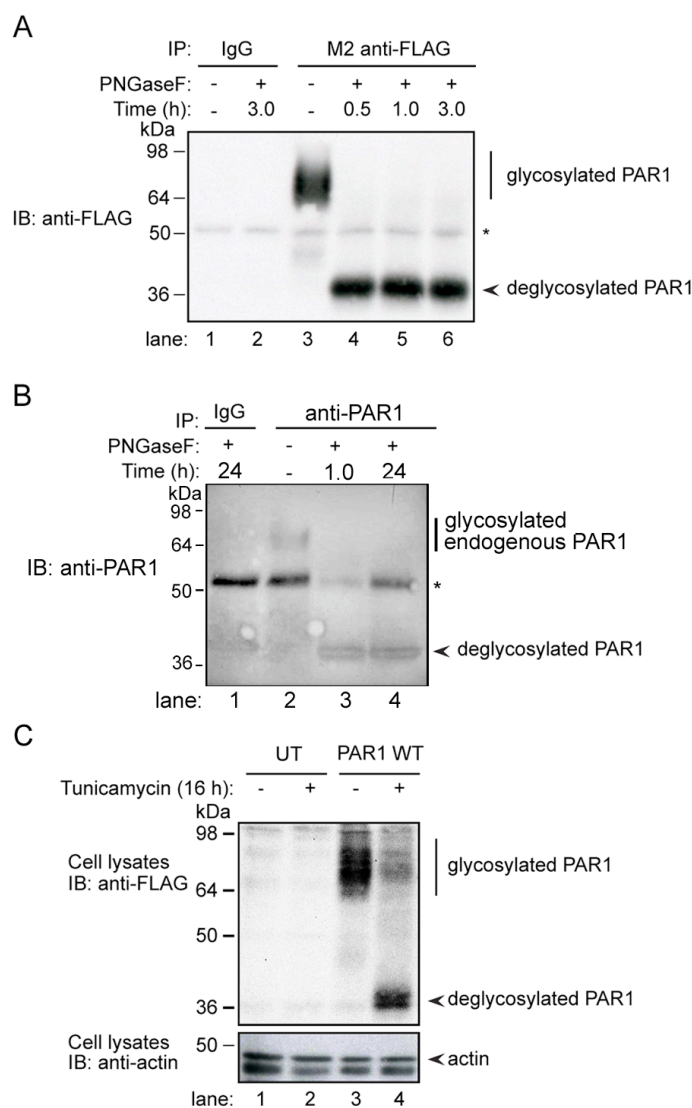 A
IP: IgG M2 anti-FLAG
PNGaseF: - + - + + +
Time (h): - 3.0 - 0.5 1.0 3.0
kDa
98
glycosylated PAR1
64
IB: anti-FLAG
50
*
36
deglycosylated PAR1
lane: 1 2 3 4 5 6
B
IP: IgG anti-PAR1
PNGaseF: + - + +
Time (h): 24 - 1.0 24
kDa
98
glycosylated
endogenous PAR1
64
IB: anti-PAR1
50
*
deglycosylated PAR1
36
lane: 1 2 3 4
C
UT PAR1 WT
Tunicamycin (16 h): - + - +
kDa
98
Cell lysates
IB: anti-FLAG
glycosylated PAR1
64
50
36
deglycosylated PAR1
Cell lysates
IB: anti-actin
50
actin
lane: 1 2 3 4